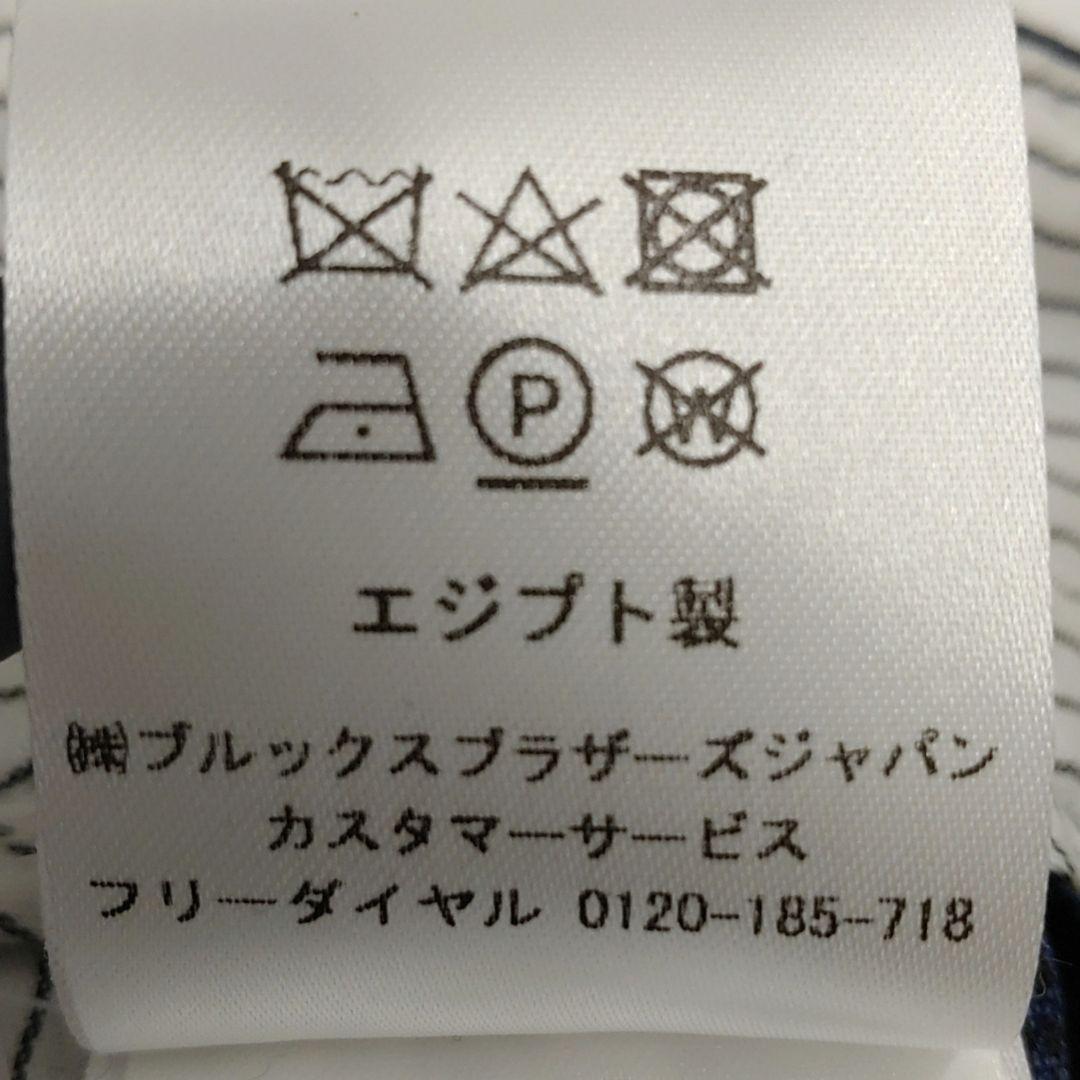 P W
エジプト製
㈱ブルックスブラザーズジャパン
カスタマーサービス
フリーダイヤル 0120-185-718